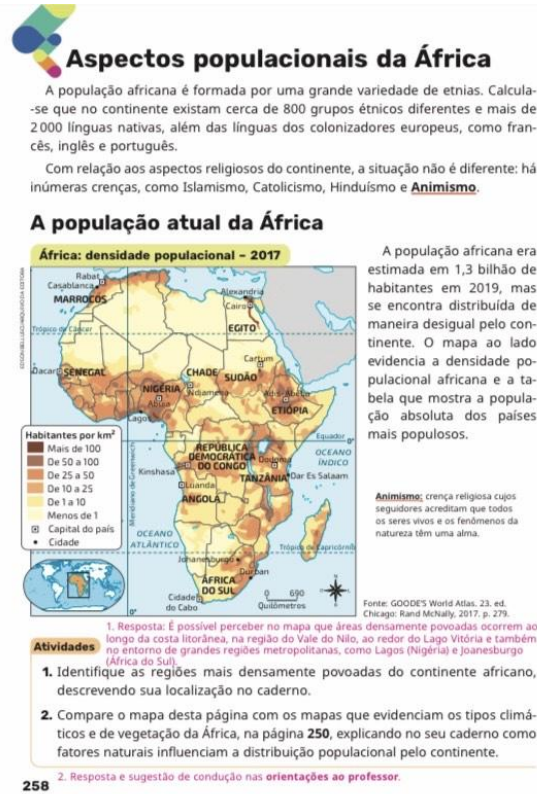 Aspectos populacionais da África
A população africana é formada por uma grande variedade de etnias. Calcula-
-se que no continente existam cerca de 800 grupos étnicos diferentes e mais de
2 000 línguas nativas, além das línguas dos colonizadores europeus, como fran-
cês, inglês e português.
Com relação aos aspectos religiosos do continente, a situação não é diferente: há
inúmeras crenças, como Islamismo, Catolicismo, Hinduísmo e Animismo.
A população atual da África
África: densidade populacional – 2017
Rabat
Casablanca
MARROCOS
Alexandria
Cairo
EGITO
Trópico de Câncer
Dacar
SENEGAL
CHADE
SUDÃO
Cartum
NIGÉRIA
Abuja
Ndjamena
Adis-Abeba
ETIÓPIA
Lagos
Equador 0°
REPÚBLICA
DEMOCRÁTICA
DO CONGO
Dodoma
OCEANO
ÍNDICO
Kinshasa
TANZÂNIA
Dar Es Salaam
Luanda
ANGOLA
Meridiano de Greenwich
OCEANO
ATLÂNTICO
Trópico de Capricórnio
Johanesburgo
Durban
ÁFRICA
DO SUL
Cidade
do Cabo
0 690
Quilômetros
0°
Habitantes por km²
Mais de 100
De 50 a 100
De 25 a 50
De 10 a 25
De 1 a 10
Menos de 1
Capital do país
Cidade
A população africana era
estimada em 1,3 bilhão de
habitantes em 2019, mas
se encontra distribuída de
maneira desigual pelo con-
tinente. O mapa ao lado
evidencia a densidade po-
pulacional africana e a ta-
bela que mostra a popula-
ção absoluta dos países
mais populosos.
Animismo: crença religiosa cujos
seguidores acreditam que todos
os seres vivos e os fenômenos da
natureza têm uma alma.
Fonte: GOODE'S World Atlas. 23. ed.
Chicago: Rand McNally, 2017. p. 279.
1. Resposta: É possível perceber no mapa que áreas densamente povoadas ocorrem ao
longo da costa litorânea, na região do Vale do Nilo, ao redor do Lago Vitória e também
no entorno de grandes regiões metropolitanas, como Lagos (Nigéria) e Joanesburgo
(África do Sul).
Atividades
1. Identifique as regiões mais densamente povoadas do continente africano,
descrevendo sua localização no caderno.
2. Compare o mapa desta página com os mapas que evidenciam os tipos climá-
ticos e de vegetação da África, na página 250, explicando no seu caderno como
fatores naturais influenciam a distribuição populacional pelo continente.
2. Resposta e sugestão de condução nas orientações ao professor.
258